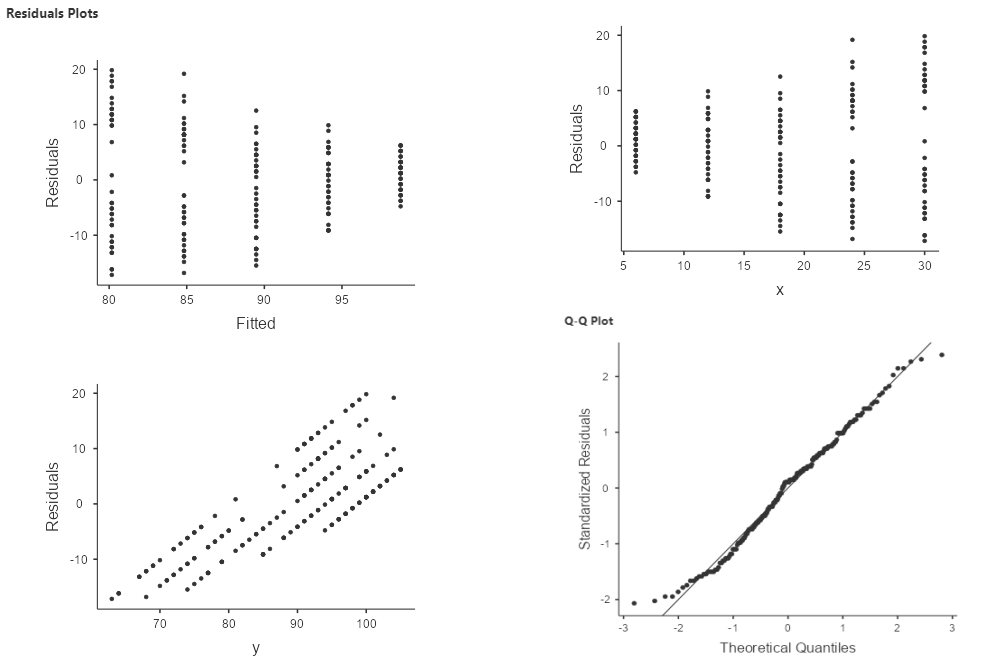 Residuals Plots
20
10
0
-10
Residuals
80 85 90 95
Fitted
20
10
0
-10
Residuals
5 10 15 20 25 30
x
20
10
0
-10
Residuals
70 80 90 100
y
Q-Q Plot
2
1
0
-1
-2
Standardized Residuals
-3 -2 -1 0 1 2 3
Theoretical Quantiles